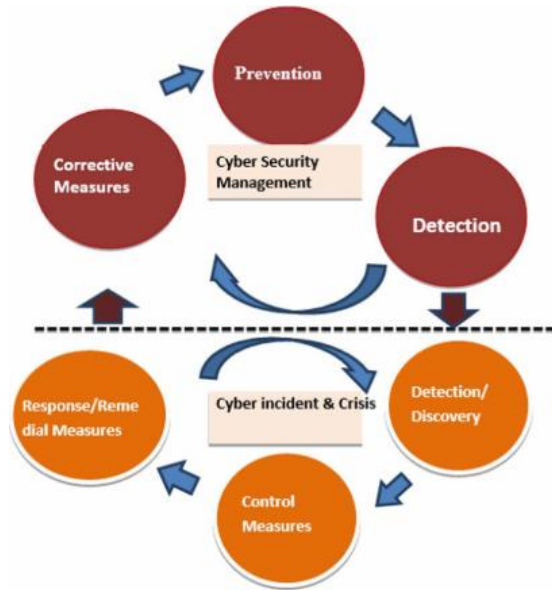 Prevention
Corrective
Measures
Cyber Security
Management
Detection
Response/Reme
dial Measures
Cyber incident & Crisis
Detection/
Discovery
Control
Measures